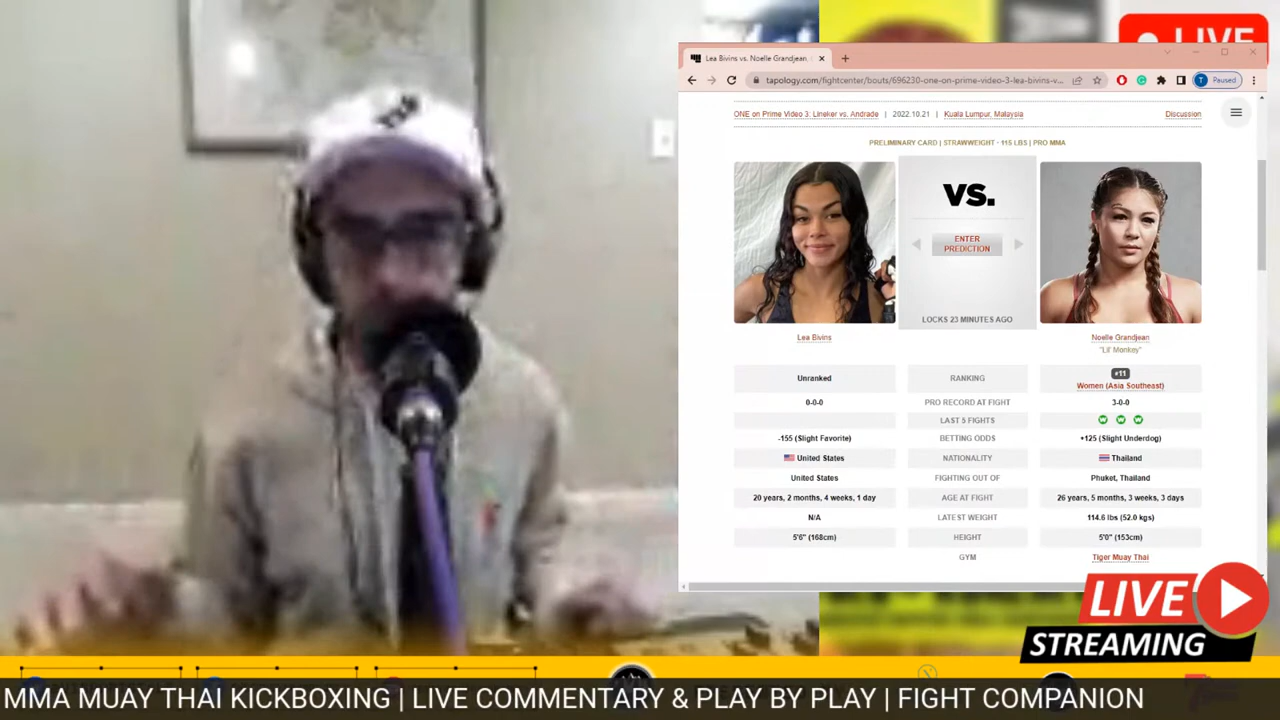 LIVE
Lea Bivins vs. Noelle Grandjean,
tapology.com/fightcenter/bouts/696230-one-on-prime-video-3-lea-bivins-v...
Paused
ONE on Prime Video 3: Lineker vs. Andrade | 2022.10.21 | Kuala Lumpur, Malaysia
Discussion
PRELIMINARY CARD | STRAWWEIGHT · 115 LBS | PRO MMA
VS.
ENTER
PREDICTION
LOCKS 23 MINUTES AGO
Lea Bivins
Noelle Grandjean
"Lil' Monkey"
Unranked RANKING #11
Women (Asia Southeast)
0-0-0 PRO RECORD AT FIGHT 3-0-0
LAST 5 FIGHTS W W W
-155 (Slight Favorite) BETTING ODDS +125 (Slight Underdog)
United States NATIONALITY Thailand
United States FIGHTING OUT OF Phuket, Thailand
20 years, 2 months, 4 weeks, 1 day AGE AT FIGHT 26 years, 5 months, 3 weeks, 3 days
N/A LATEST WEIGHT 114.6 lbs (52.0 kgs)
5'6" (168cm) HEIGHT 5'0" (153cm)
GYM Tiger Muay Thai
LIVE
STREAMING
MMA MUAY THAI KICKBOXING | LIVE COMMENTARY & PLAY BY PLAY | FIGHT COMPANION